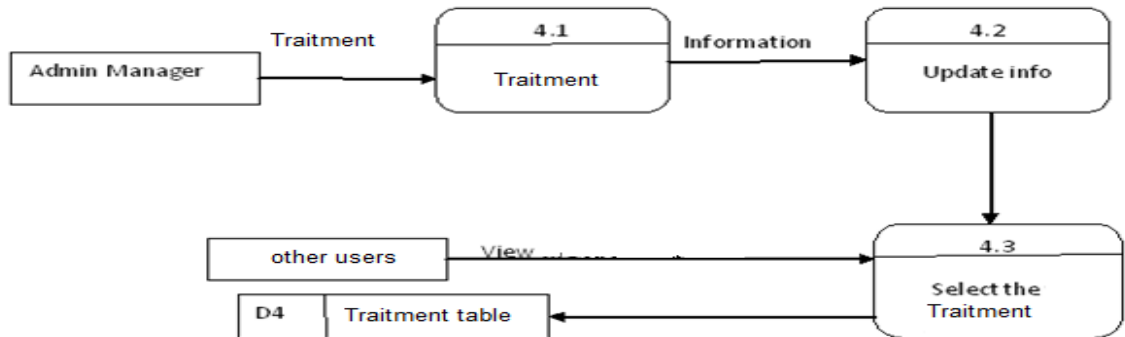 Traitment
4.1
Information
4.2
Admin Manager
Traitment
Update info
other users
View
4.3
Select the
Traitment
D4
Traitment table